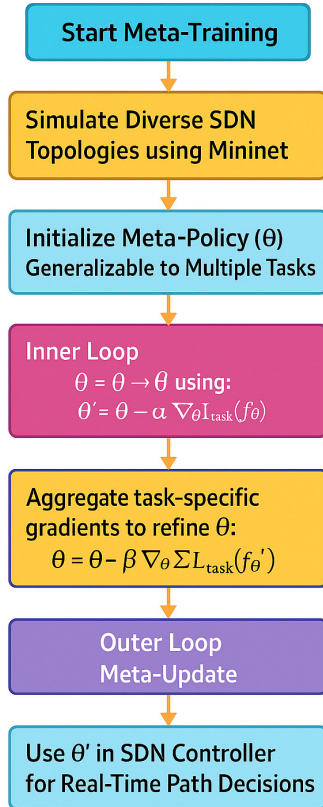 Start Meta-Training
Simulate Diverse SDN
Topologies using Mininet
Initialize Meta-Policy (θ)
Generalizable to Multiple Tasks
Inner Loop
θ = θ → θ using:
θ′ = θ − α ∇θItask(fθ)
Aggregate task-specific
gradients to refine θ:
θ = θ − β ∇θ ΣLtask(fθ′)
Outer Loop
Meta-Update
Use θ′ in SDN Controller
for Real-Time Path Decisions